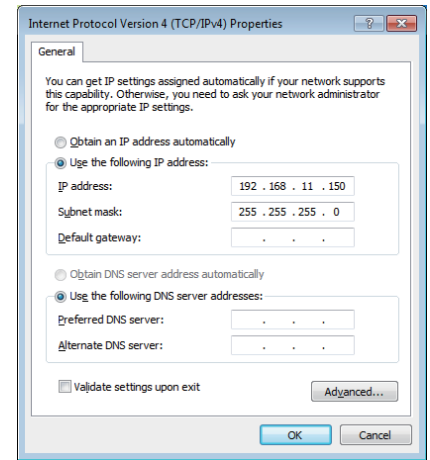 Internet Protocol Version 4 (TCP/IPv4) Properties
General
You can get IP settings assigned automatically if your network supports
this capability. Otherwise, you need to ask your network administrator
for the appropriate IP settings.
Obtain an IP address automatically
Use the following IP address:
IP address: 192 . 168 . 11 . 150
Subnet mask: 255 . 255 . 255 . 0
Default gateway: . . .
Obtain DNS server address automatically
Use the following DNS server addresses:
Preferred DNS server: . . .
Alternate DNS server: . . .
Validate settings upon exit
Advanced...
OK Cancel